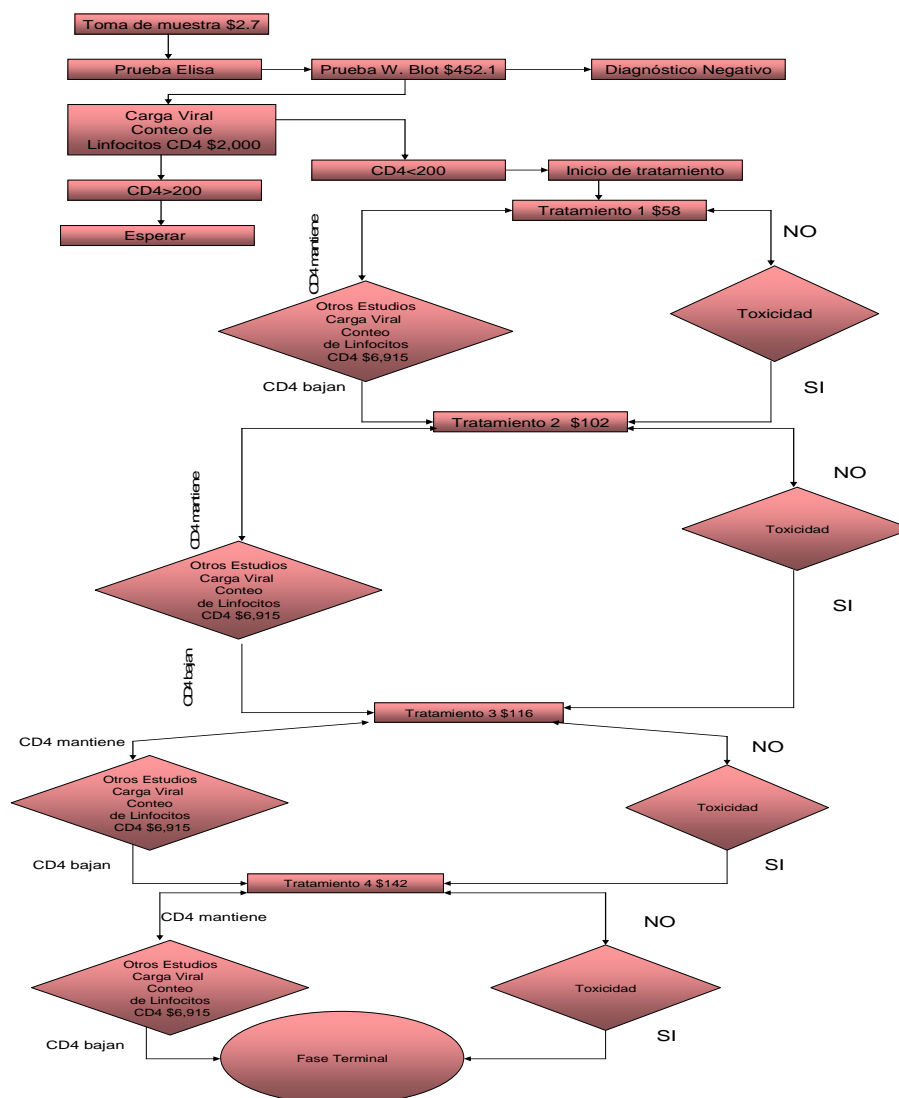 Toma de muestra $2.7
Prueba Elisa
Prueba W. Blot $452.1
Diagnóstico Negativo
Carga Viral
Conteo de
Linfocitos CD4 $2,000
CD4<200
Inicio de tratamiento
CD4>200
Esperar
Tratamiento 1 $58
CD4 mantiene
NO
Otros Estudios
Carga Viral
Conteo
de Linfocitos
CD4 $6,915
Toxicidad
CD4 bajan
SI
Tratamiento 2 $102
CD4 mantiene
NO
Otros Estudios
Carga Viral
Conteo
de Linfocitos
CD4 $6,915
Toxicidad
CD4 bajan
SI
Tratamiento 3 $116
CD4 mantiene
NO
Otros Estudios
Carga Viral
Conteo
de Linfocitos
CD4 $6,915
Toxicidad
CD4 bajan
SI
Tratamiento 4 $142
CD4 mantiene
NO
Otros Estudios
Carga Viral
Conteo
de Linfocitos
CD4 $6,915
Toxicidad
CD4 bajan
SI
Fase Terminal